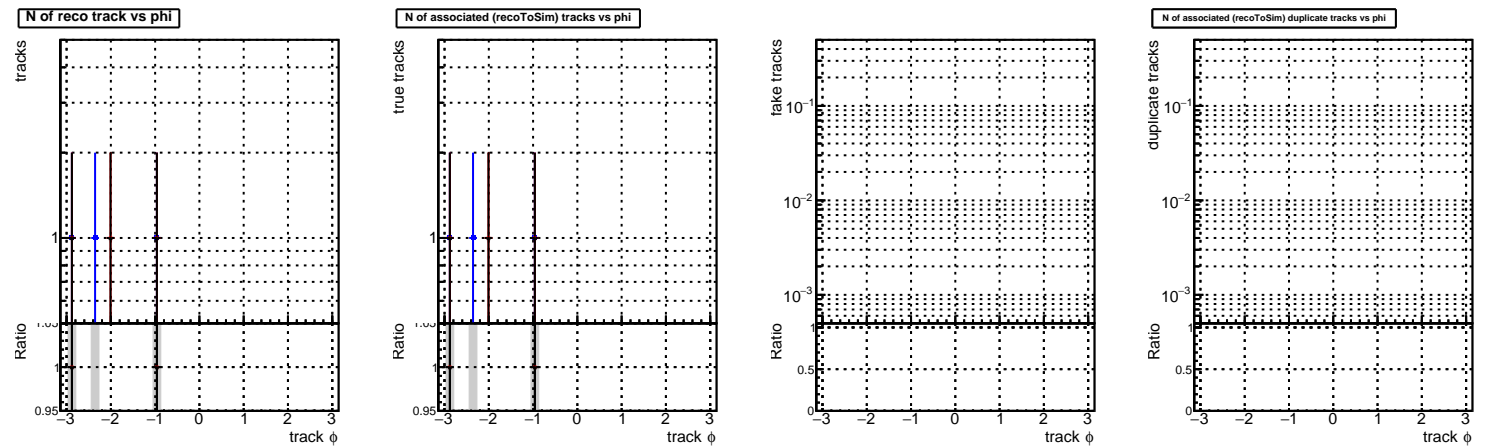 N of reco track vs phi
tracks
1
Ratio
1.05
1
0.95
−3 −2 −1 0 1 2 3
track ϕ
N of associated (recoToSim) tracks vs phi
true tracks
1
Ratio
1.05
1
0.95
−3 −2 −1 0 1 2 3
track ϕ
fake tracks
10−1
10−2
10−3
Ratio
1
0.5
0
−3 −2 −1 0 1 2 3
track ϕ
N of associated (recoToSim) duplicate tracks vs phi
duplicate tracks
10−1
10−2
10−3
Ratio
1
0.5
0
−3 −2 −1 0 1 2 3
track ϕ